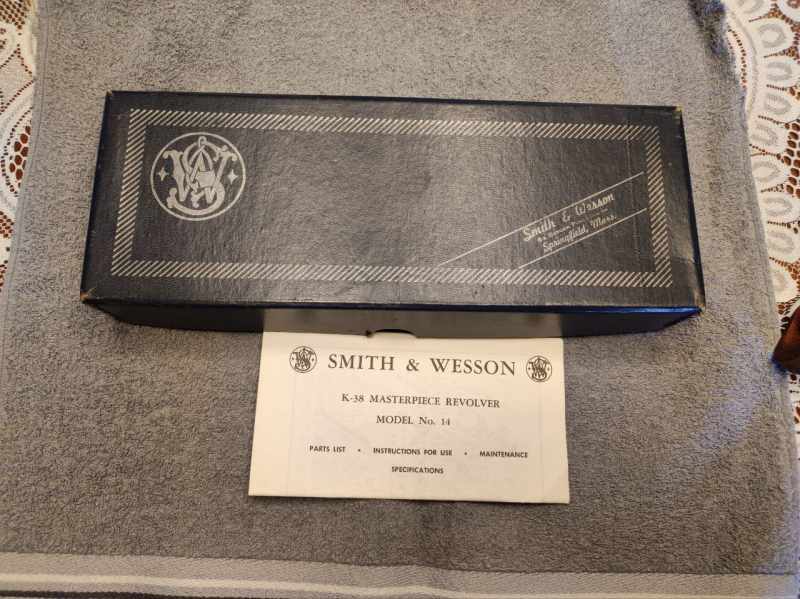 Smith & Wesson
Springfield, Mass.
SMITH & WESSON
K-38 MASTERPIECE REVOLVER
MODEL No. 14
PARTS LIST • INSTRUCTIONS FOR USE • MAINTENANCE
SPECIFICATIONS